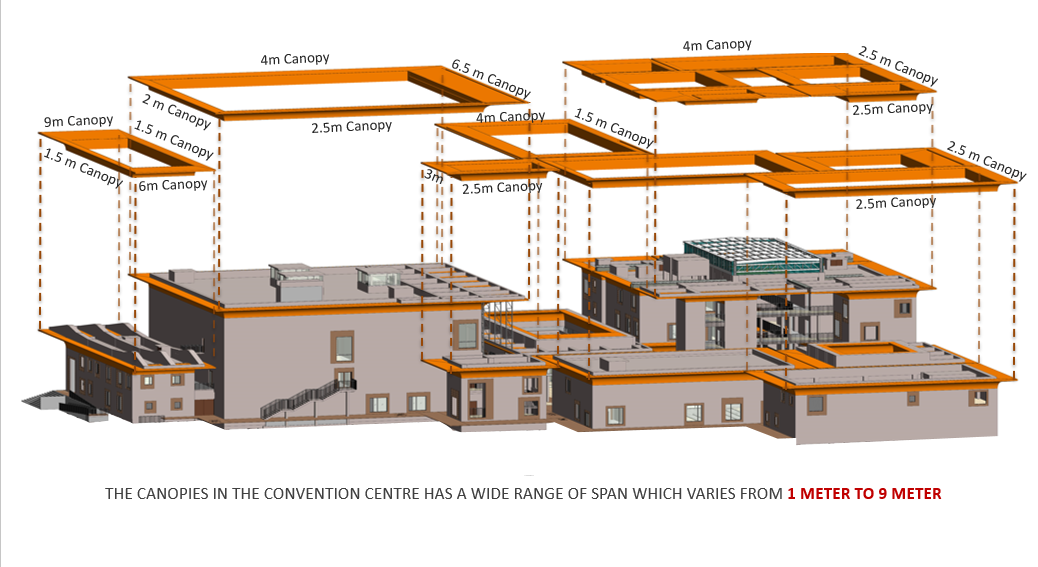 4m Canopy
4m Canopy
6.5 m Canopy
2.5 m Canopy
2 m Canopy
2.5m Canopy
2.5m Canopy
9m Canopy
1.5 m Canopy
4m Canopy
1.5 m Canopy
1.5 m Canopy
6m Canopy
3m
2.5m Canopy
2.5 m Canopy
2.5m Canopy
THE CANOPIES IN THE CONVENTION CENTRE HAS A WIDE RANGE OF SPAN WHICH VARIES FROM 1 METER TO 9 METER